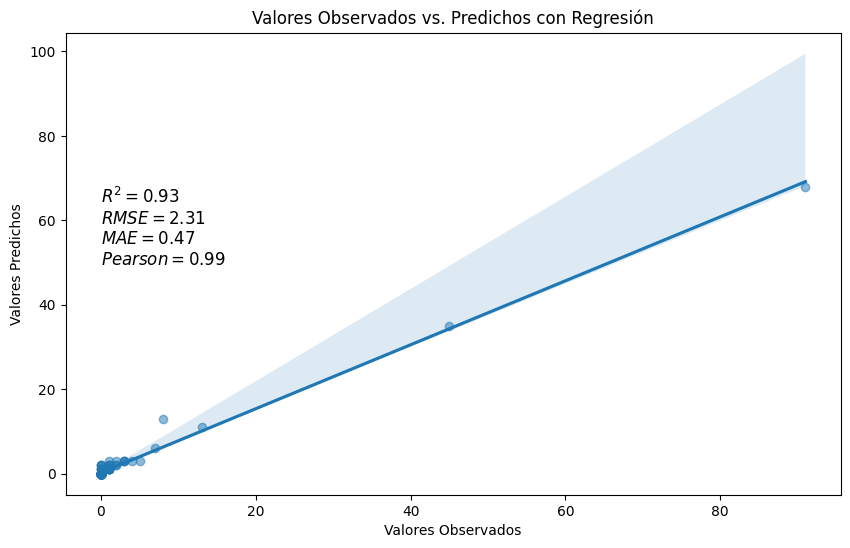 Valores Observados vs. Predichos con Regresión
100
80
60
40
20
0
Valores Predichos
R² = 0.93
RMSE = 2.31
MAE = 0.47
Pearson = 0.99
0 20 40 60 80
Valores Observados